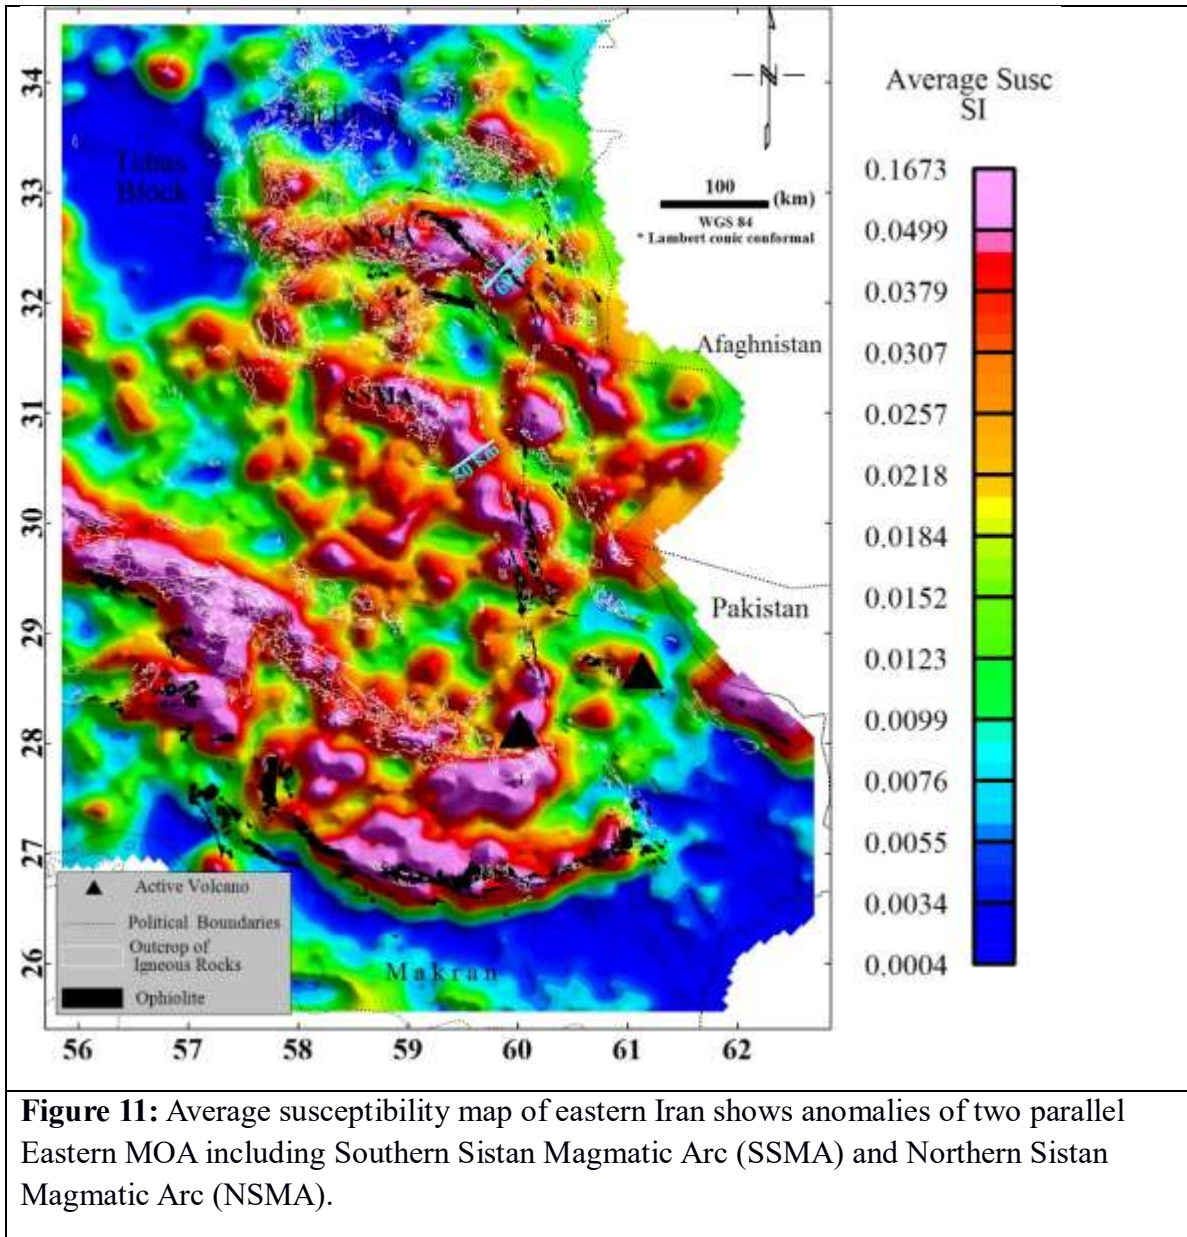 34
33
32
31
30
29
28
27
26
56 57 58 59 60 61 62
Tabas
Block
SSMA
50 Km
N
100
(km)
WGS 84
* Lambert conic conformal
Afaghnistan
Pakistan
Makran
Active Volcano
Political Boundaries
Outcrop of
Igneous Rocks
Ophiolite
Average Susc
SI
0.1673
0.0499
0.0379
0.0307
0.0257
0.0218
0.0184
0.0152
0.0123
0.0099
0.0076
0.0055
0.0034
0.0004
Figure 11: Average susceptibility map of eastern Iran shows anomalies of two parallel
Eastern MOA including Southern Sistan Magmatic Arc (SSMA) and Northern Sistan
Magmatic Arc (NSMA).